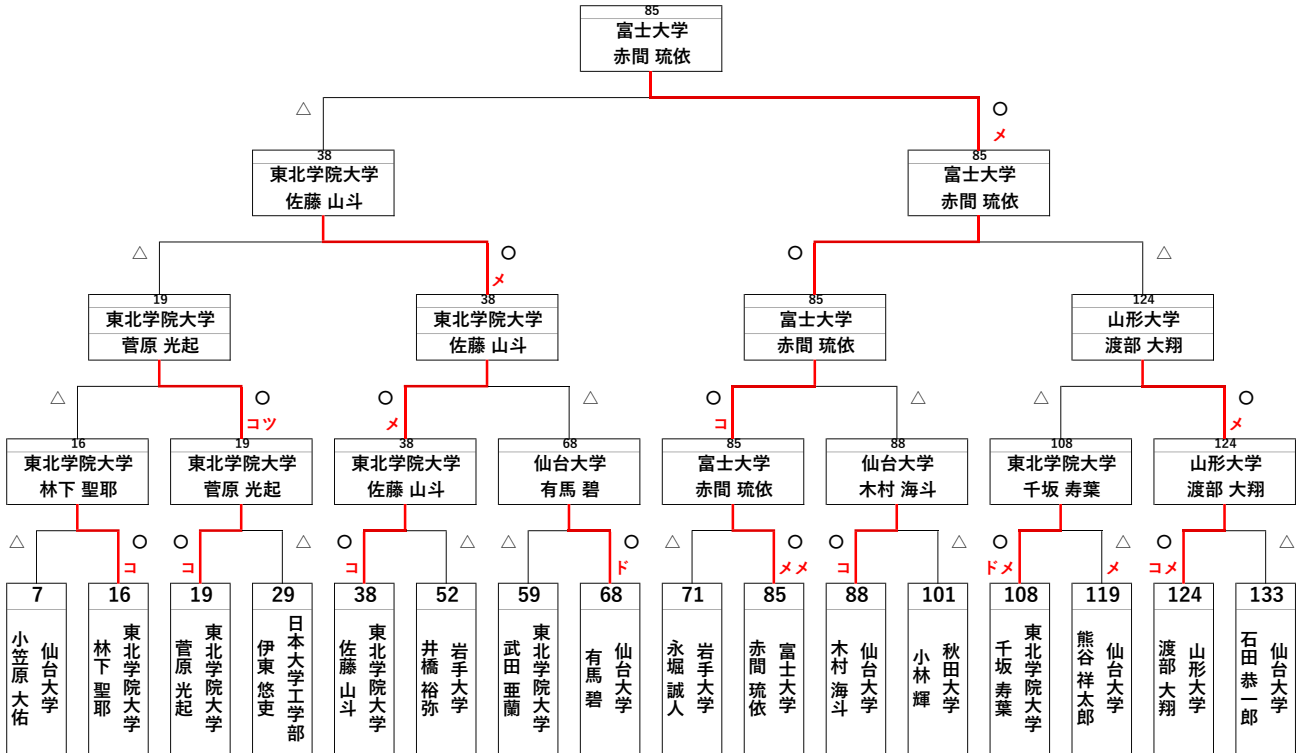 85
富士大学
赤間 琉依
△ ○
メ
38 85
東北学院大学 富士大学
佐藤 山斗 赤間 琉依
△ ○ ○ △
メ
19 38 85 124
東北学院大学 東北学院大学 富士大学 山形大学
菅原 光起 佐藤 山斗 赤間 琉依 渡部 大翔
△ ○ ○ △ ○ △ △ ○
コツ メ コ メ
16 19 38 68 85 88 108 124
東北学院大学 東北学院大学 東北学院大学 仙台大学 富士大学 仙台大学 東北学院大学 山形大学
林下 聖耶 菅原 光起 佐藤 山斗 有馬 碧 赤間 琉依 木村 海斗 千坂 寿葉 渡部 大翔
△ ○ ○ △ ○ △ △ ○ △ ○ ○ △ ○ △ ○ △
コ コ コ ド メメ コ ドメ メ コメ
7 16 19 29 38 52 59 68 71 85 88 101 108 119 124 133
仙台大学
小笠原 大佑
東北学院大学
林下 聖耶
東北学院大学
菅原 光起
日本大学工学部
伊東 悠吏
東北学院大学
佐藤 山斗
岩手大学
井橋 裕弥
東北学院大学
武田 亜蘭
仙台大学
有馬 碧
岩手大学
永堀 誠人
富士大学
赤間 琉依
仙台大学
木村 海斗
秋田大学
小林 輝
東北学院大学
千坂 寿葉
仙台大学
熊谷 祥太郎
山形大学
渡部 大翔
仙台大学
石田 恭一郎